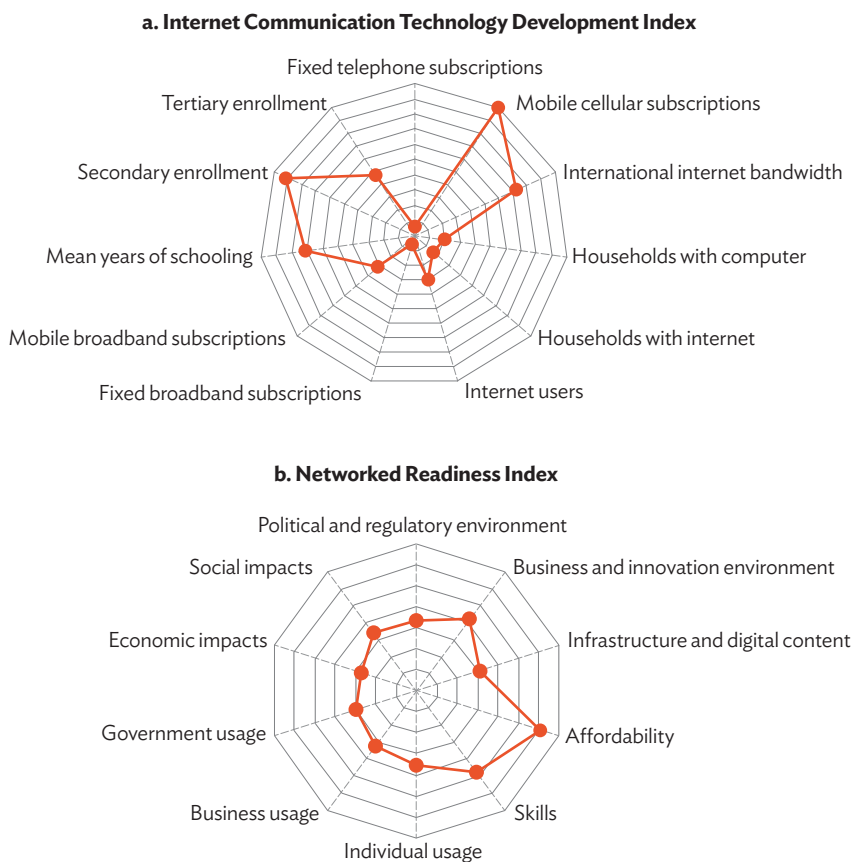 a. Internet Communication Technology Development Index
Fixed telephone subscriptions
Tertiary enrollment
Mobile cellular subscriptions
Secondary enrollment
International internet bandwidth
Mean years of schooling
Households with computer
Mobile broadband subscriptions
Households with internet
Fixed broadband subscriptions
Internet users
b. Networked Readiness Index
Political and regulatory environment
Social impacts
Business and innovation environment
Economic impacts
Infrastructure and digital content
Government usage
Affordability
Business usage
Skills
Individual usage